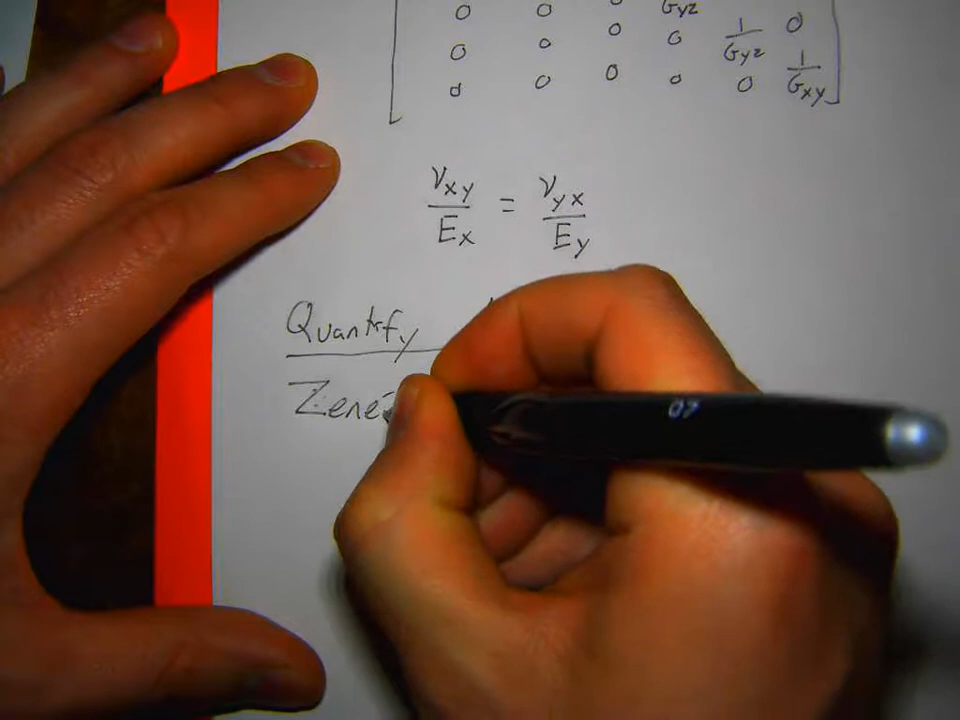 0 0 0 Gyz
0 0 0 0 1/Gyz 0
d 0 0 0 0 1/Gxy
νxy/Ex = νyx/Ey
Quantify
Zene
07